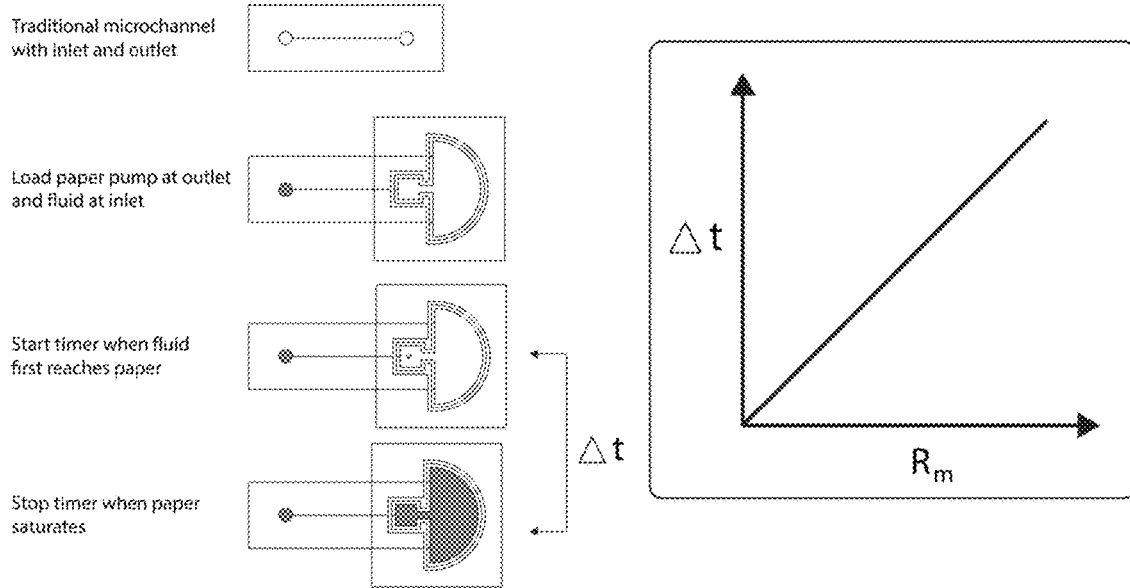 Traditional microchannel
with inlet and outlet
Load paper pump at outlet
and fluid at inlet
Start timer when fluid
first reaches paper
Stop timer when paper
saturates
△ t
△ t
R_m